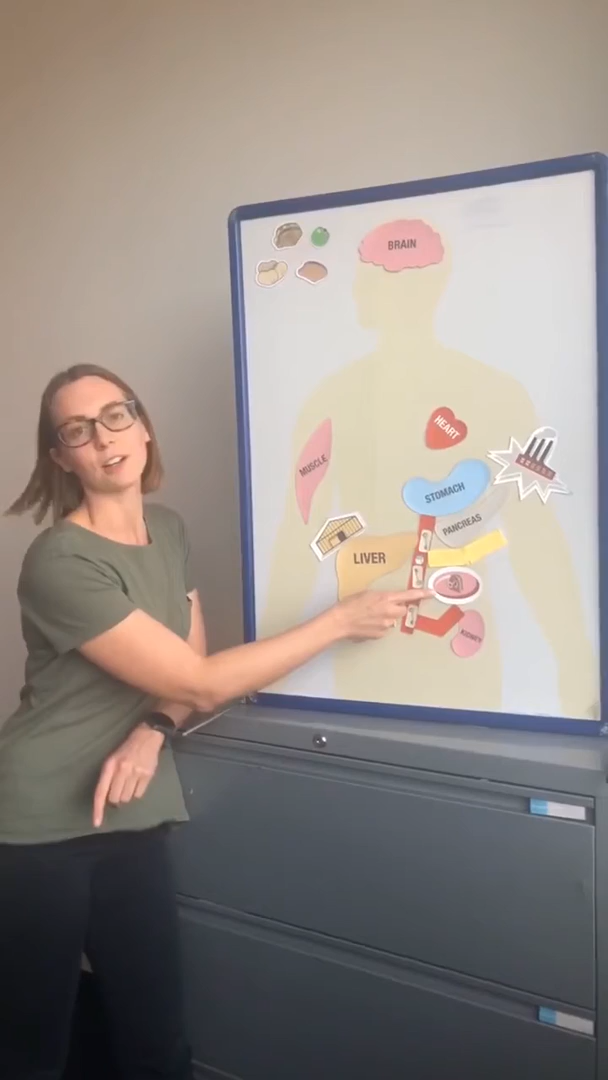 BRAIN
HEART
MUSCLE
STOMACH
PANCREAS
LIVER
KIDNEY